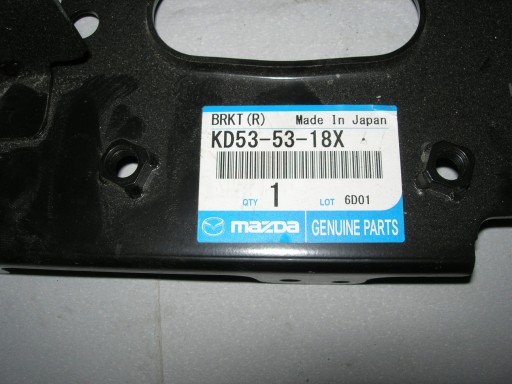 BRKT(R) Made In Japan
KD53-53-18X
QTY 1 LOT 6D01
mazda GENUINE PARTS